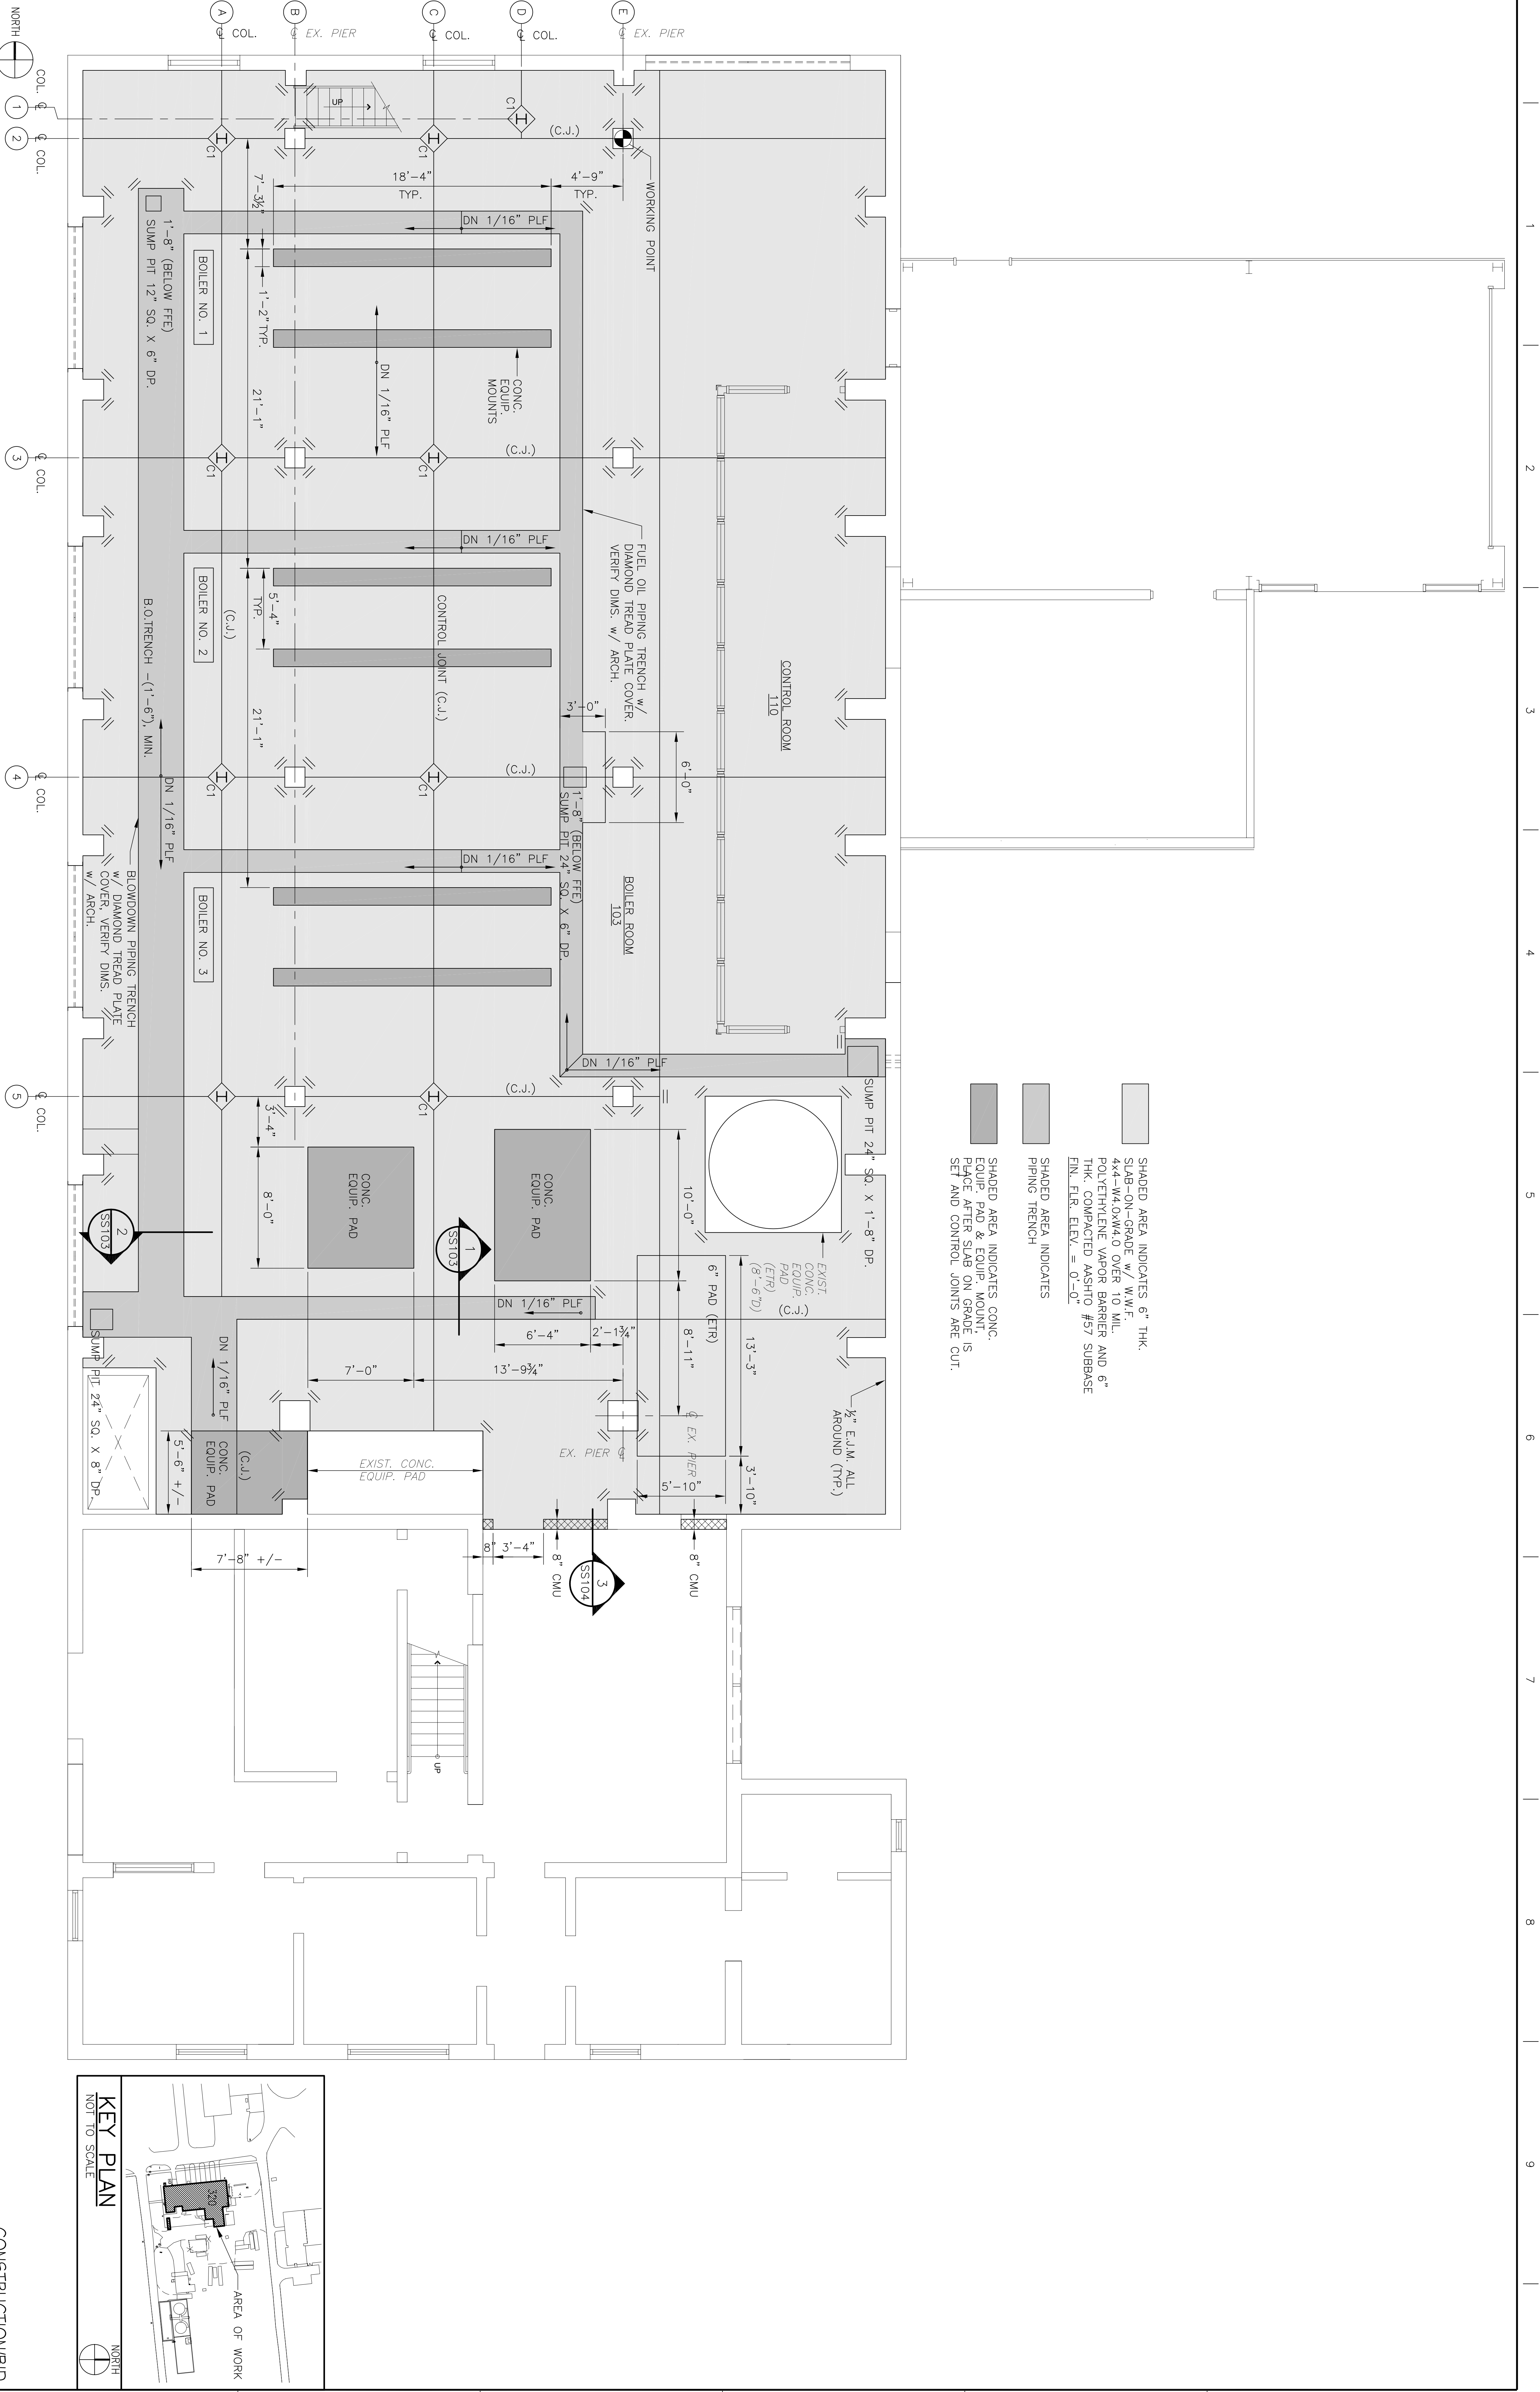 NORTH
A
℄ COL.
B
℄ EX. PIER
C
℄ COL.
D
℄ COL.
E
℄ EX. PIER
COL. ℄
1
2
℄ COL.
3
℄ COL.
4
℄ COL.
5
℄ COL.
1
2
3
4
5
6
7
8
9
UP
C1
C1
C1
(C.J.)
WORKING POINT
18'-4"
TYP.
4'-9"
TYP.
7'-3½"
DN 1/16" PLF
1'-8" (BELOW FFE)
SUMP PIT 12" SQ. X 6" DP.
BOILER NO. 1
1'-2" TYP.
21'-1"
DN 1/16" PLF
CONC.
EQUIP.
MOUNTS
C1
C1
(C.J.)
DN 1/16" PLF
FUEL OIL PIPING TRENCH w/
DIAMOND TREAD PLATE COVER.
VERIFY DIMS. w/ ARCH.
BOILER NO. 2
(C.J.)
5'-4"
TYP.
CONTROL JOINT (C.J.)
B.O.TRENCH -(1'-6"), MIN.
21'-1"
3'-0"
6'-0"
CONTROL ROOM
110
C1
C1
(C.J.)
DN 1/16" PLF
1'-8" (BELOW FFE)
SUMP PIT 24" SQ. X 6" DP.
DN 1/16" PLF
BOILER ROOM
103
BOILER NO. 3
BLOWDOWN PIPING TRENCH
w/ DIAMOND TREAD PLATE
COVER, VERIFY DIMS.
w/ ARCH.
DN 1/16" PLF
C1
(C.J.)
SUMP PIT 24" SQ. X 1'-8" DP.
3'-4"
8'-0"
CONC.
EQUIP. PAD
CONC.
EQUIP. PAD
10'-0"
1
SS103
2
SS103
EXIST.
CONC.
EQUIP.
PAD
(ETR)
(8'-6"D)
(C.J.)
6" PAD (ETR)
DN 1/16" PLF
6'-4"
2'-1¾"
8'-11"
13'-3"
7'-0"
13'-9¾"
DN 1/16" PLF
SUMP PIT 24" SQ. X 8" DP.
5'-6" +/-
(C.J.)
CONC.
EQUIP. PAD
EXIST. CONC.
EQUIP. PAD
EX. PIER ℄
℄ EX. PIER
½" E.J.M. ALL
AROUND (TYP.)
3'-10"
5'-10"
7'-8" +/-
8"
3'-4"
8" CMU
8" CMU
3
SS104
UP
SHADED AREA INDICATES 6" THK.
SLAB-ON-GRADE w/ W.W.F.
4x4-W4.0xW4.0 OVER 10 MIL.
POLYETHYLENE VAPOR BARRIER AND 6"
THK. COMPACTED AASHTO #57 SUBBASE
FIN. FLR. ELEV. = 0'-0"
SHADED AREA INDICATES
PIPING TRENCH
SHADED AREA INDICATES CONC.
EQUIP. PAD & EQUIP. MOUNT,
PLACE AFTER SLAB ON GRADE IS
SET AND CONTROL JOINTS ARE CUT.
320
AREA OF WORK
KEY PLAN
NOT TO SCALE
NORTH